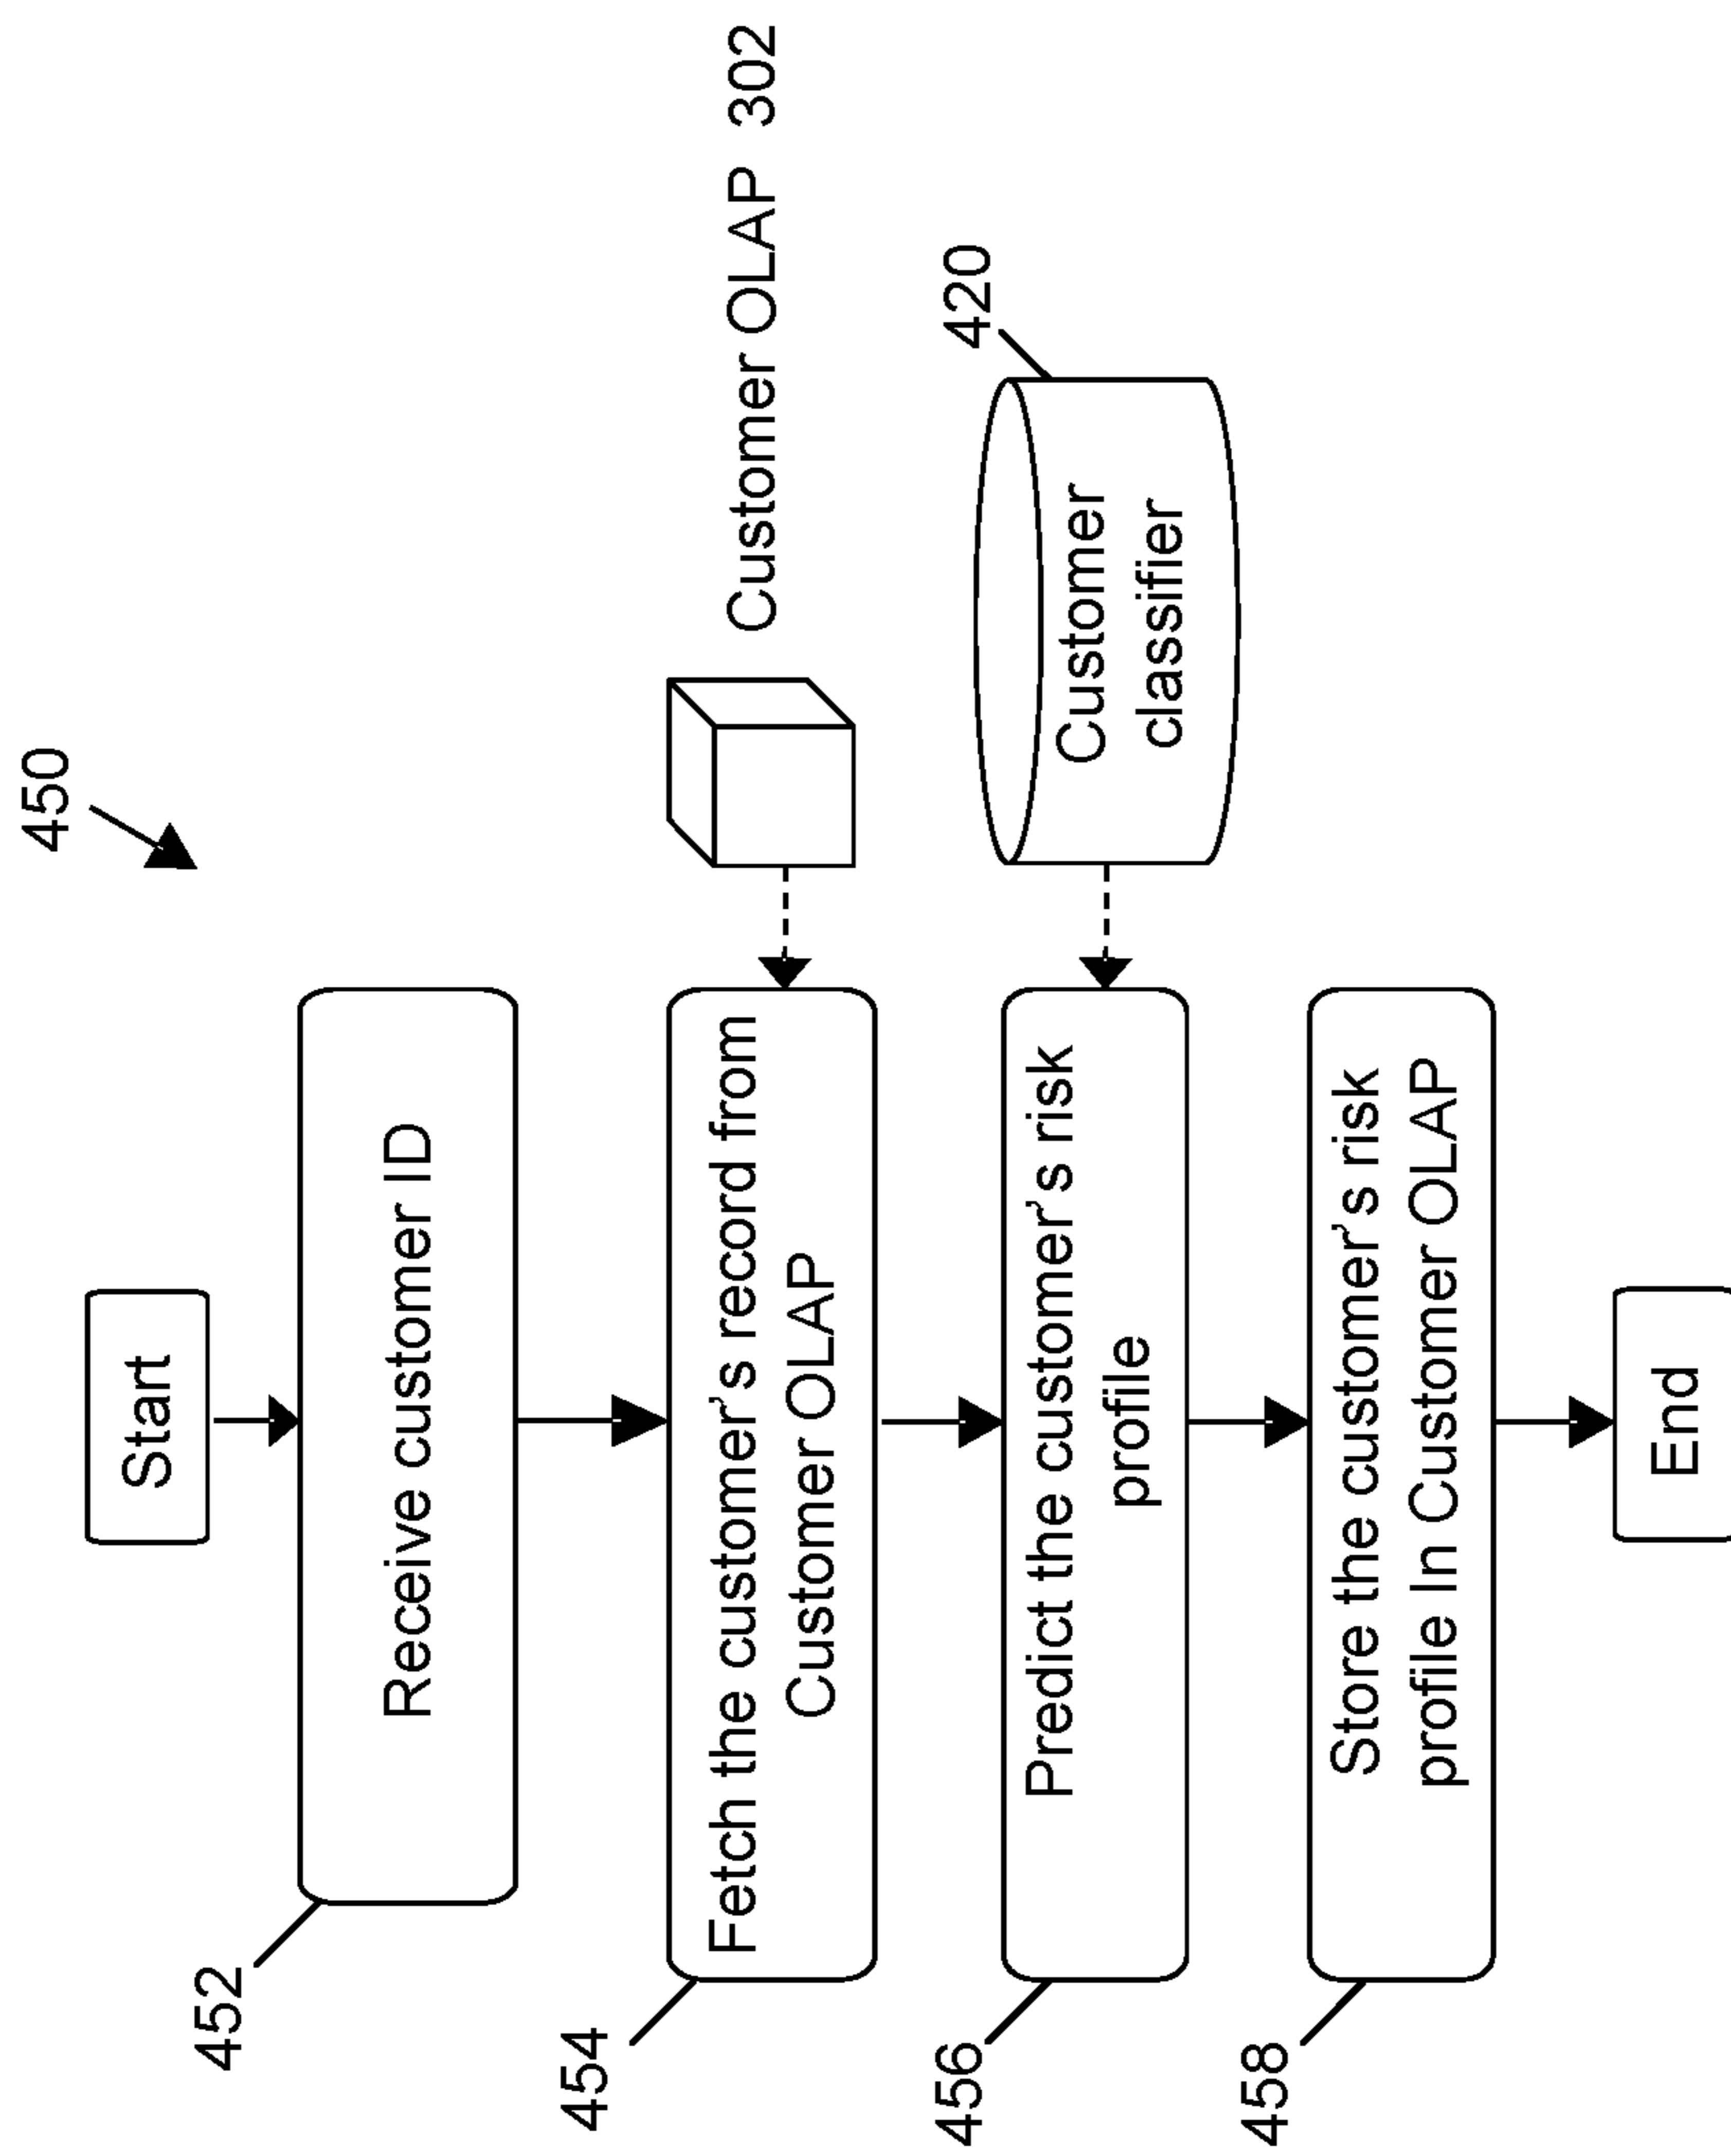 450
Start
452
Receive customer ID
454
Fetch the customer's record from
Customer OLAP
Customer OLAP 302
456
Predict the customer's risk
profile
420
Customer
classifier
458
Store the customer's risk
profile In Customer OLAP
End